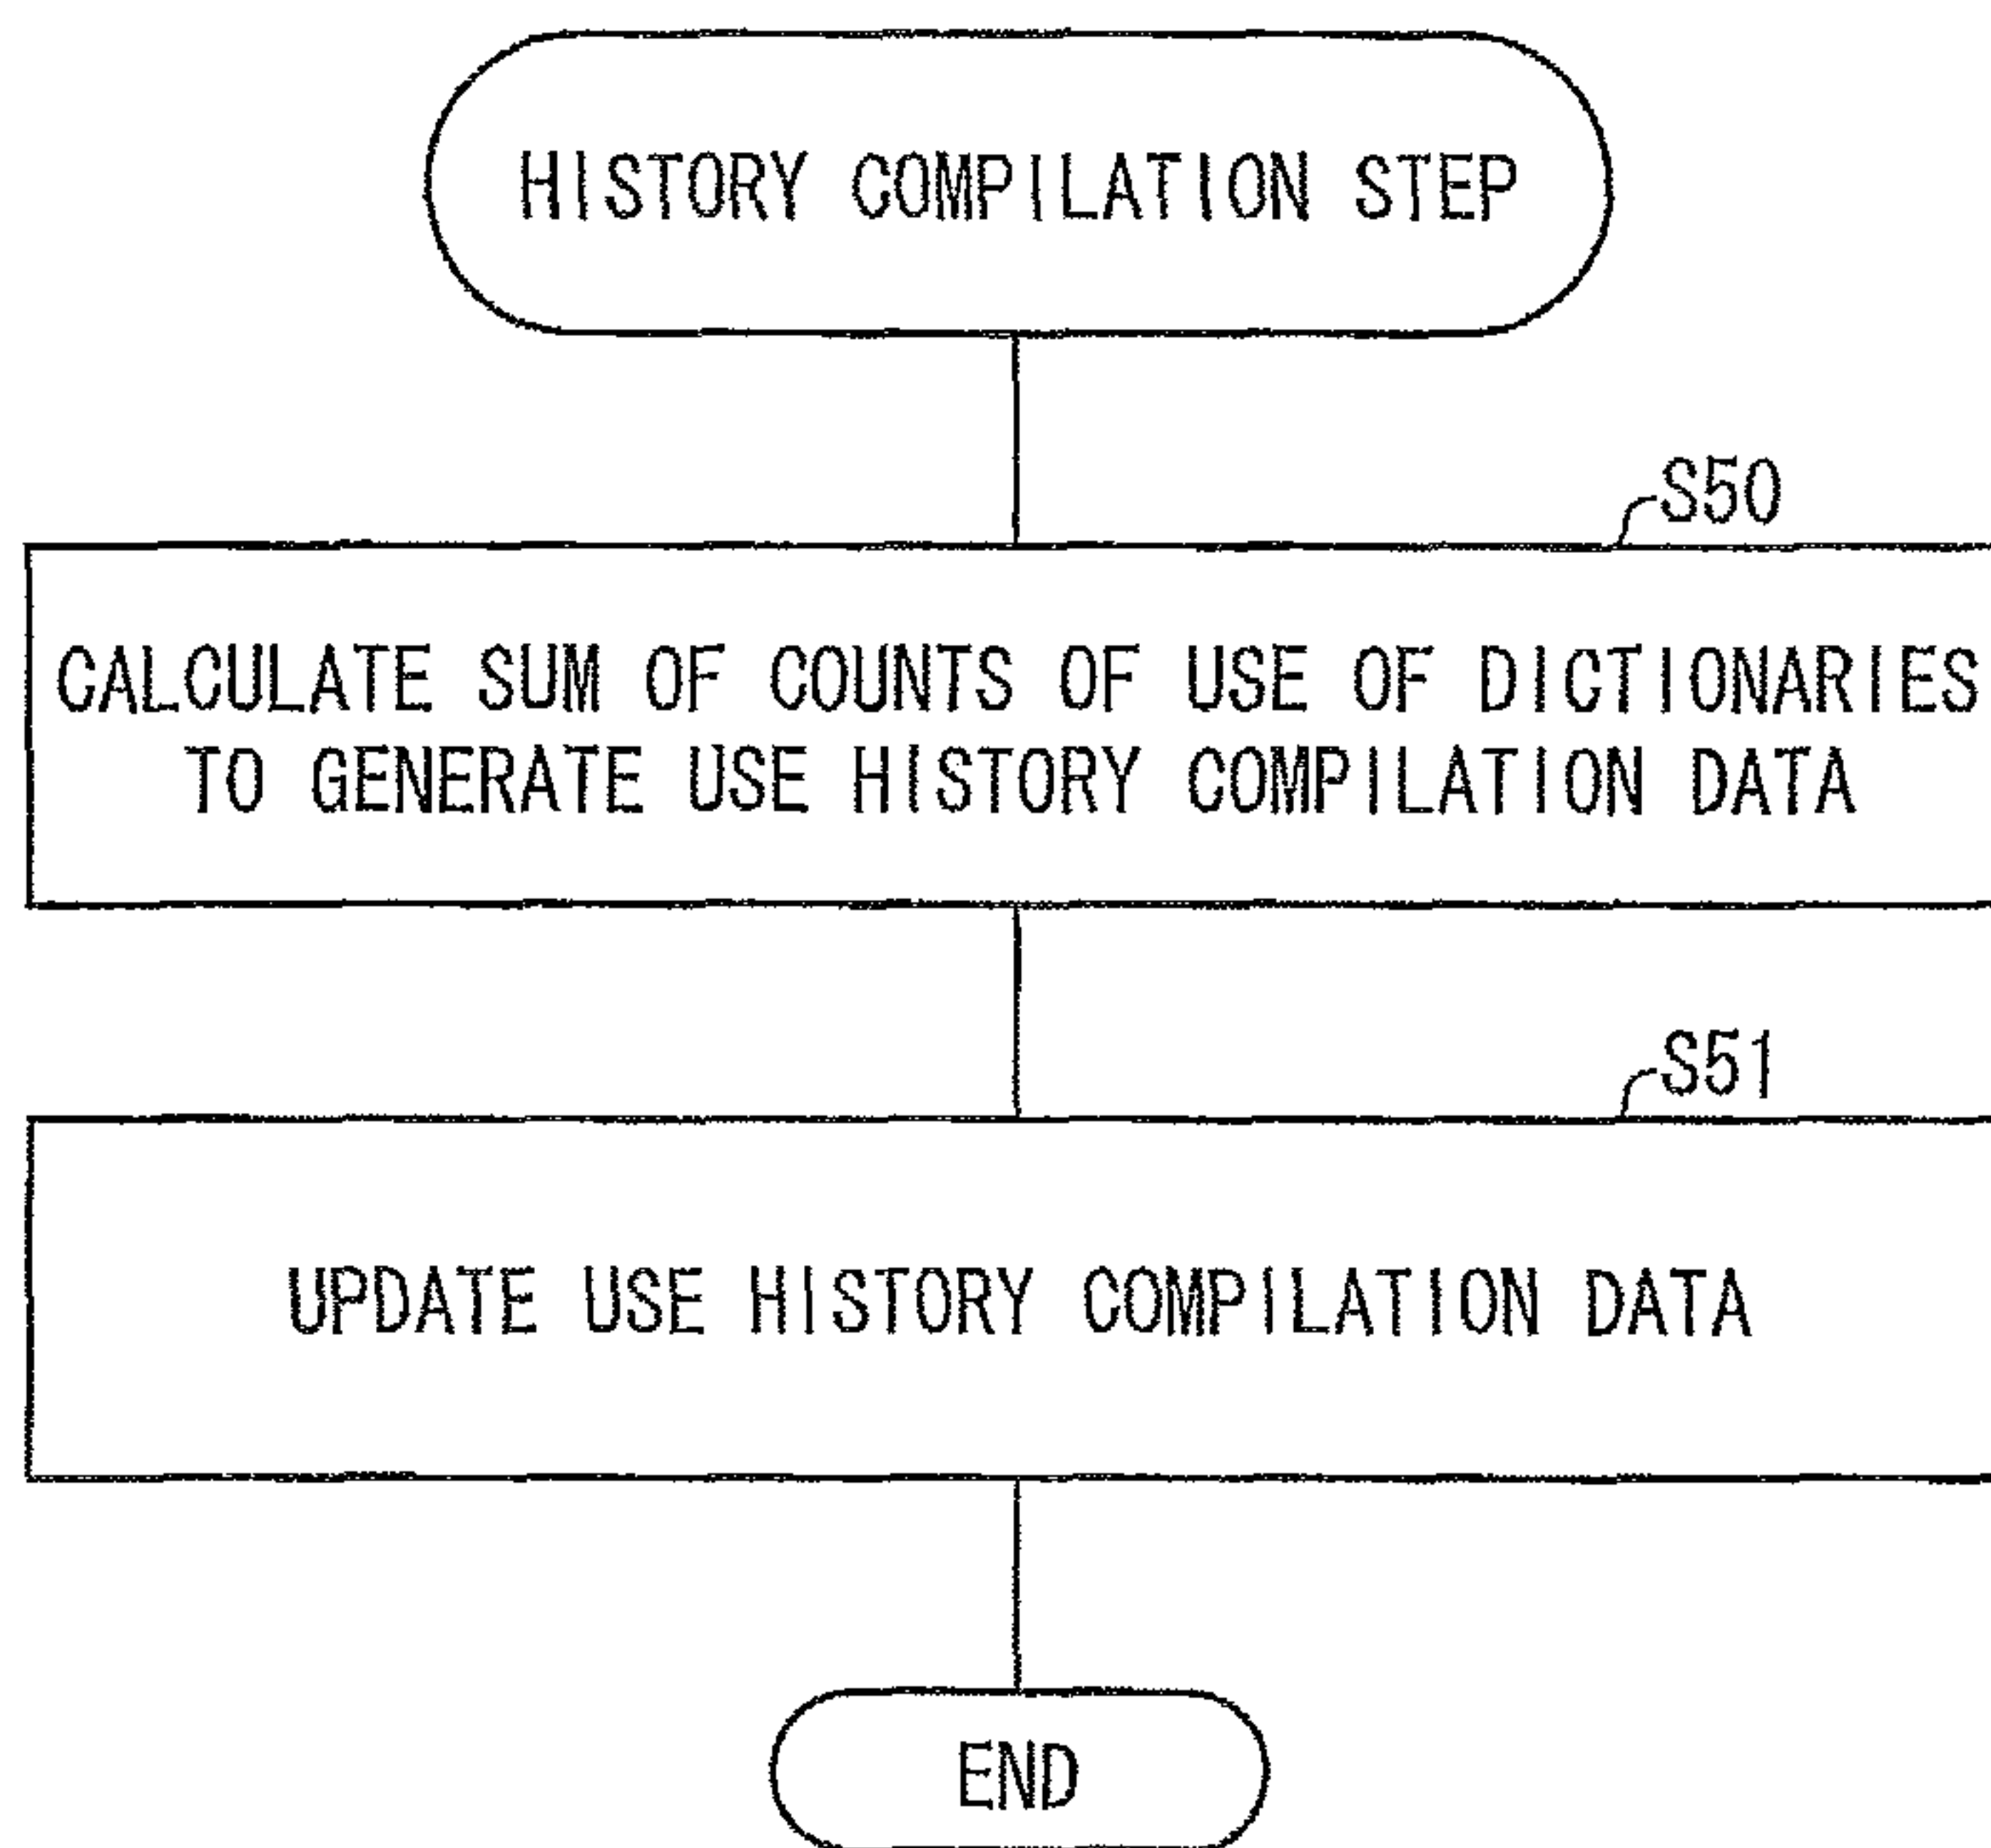 HISTORY COMPILATION STEP
S50
CALCULATE SUM OF COUNTS OF USE OF DICTIONARIES
TO GENERATE USE HISTORY COMPILATION DATA
S51
UPDATE USE HISTORY COMPILATION DATA
END